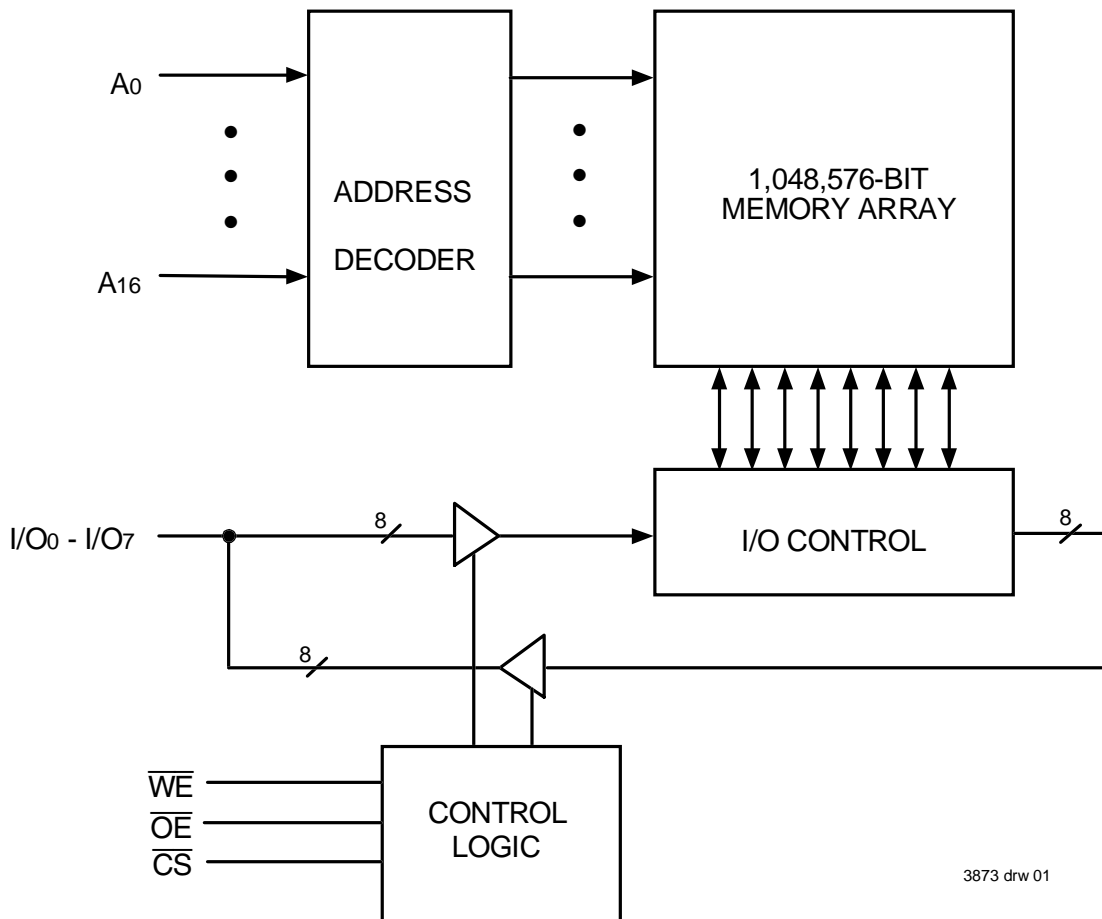 A0
A16
ADDRESS
DECODER
1,048,576-BIT
MEMORY ARRAY
I/O0 - I/O7
8
I/O CONTROL
8
8
WE
OE
CS
CONTROL
LOGIC
3873 drw 01